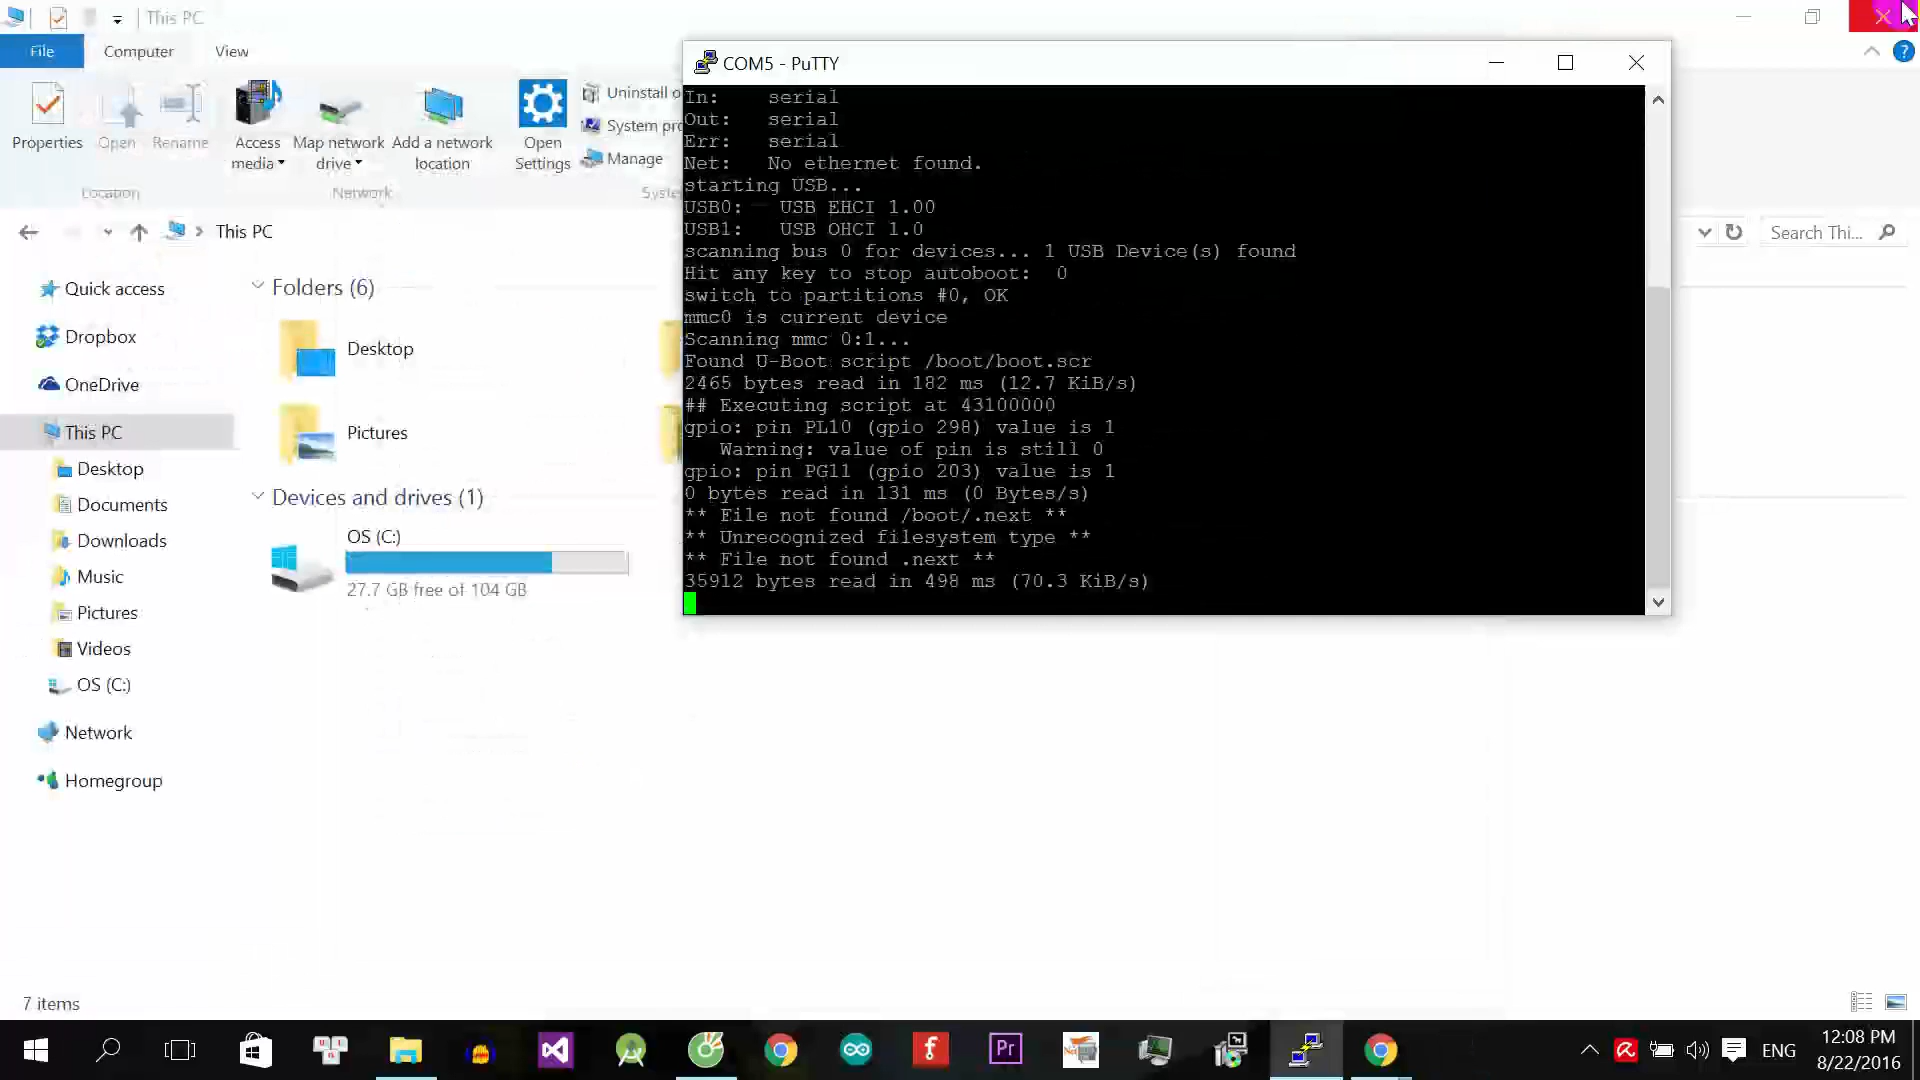 This PC
File
Computer
View
Properties
Open
Rename
Access media
Map network drive
Add a network location
Open Settings
Uninstall o
System pro
Manage
Location
Network
Syste
This PC
Search Thi...
Quick access
Dropbox
OneDrive
This PC
Desktop
Documents
Downloads
Music
Pictures
Videos
OS (C:)
Network
Homegroup
Folders (6)
Desktop
Pictures
Devices and drives (1)
OS (C:)
27.7 GB free of 104 GB
COM5 - PuTTY
In:    serial
Out:   serial
Err:   serial
Net:   No ethernet found.
starting USB...
USB0:   USB EHCI 1.00
USB1:   USB OHCI 1.0
scanning bus 0 for devices... 1 USB Device(s) found
Hit any key to stop autoboot:  0
switch to partitions #0, OK
mmc0 is current device
Scanning mmc 0:1...
Found U-Boot script /boot/boot.scr
2465 bytes read in 182 ms (12.7 KiB/s)
## Executing script at 43100000
gpio: pin PL10 (gpio 298) value is 1
   Warning: value of pin is still 0
gpio: pin PG11 (gpio 203) value is 1
0 bytes read in 131 ms (0 Bytes/s)
** File not found /boot/.next **
** Unrecognized filesystem type **
** File not found .next **
35912 bytes read in 498 ms (70.3 KiB/s)
7 items
Pr
ENG
12:08 PM
8/22/2016